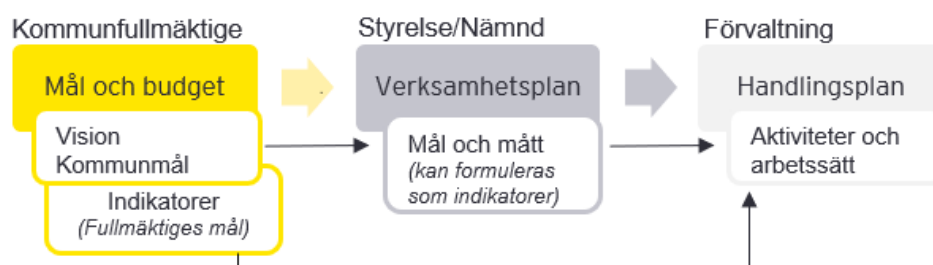 Kommunfullmäktige
Mål och budget
Vision
Kommunmål
Indikatorer
(Fullmäktiges mål)
Styrelse/Nämnd
Verksamhetsplan
Mål och mått
(kan formuleras
som indikatorer)
Förvaltning
Handlingsplan
Aktiviteter och
arbetssätt